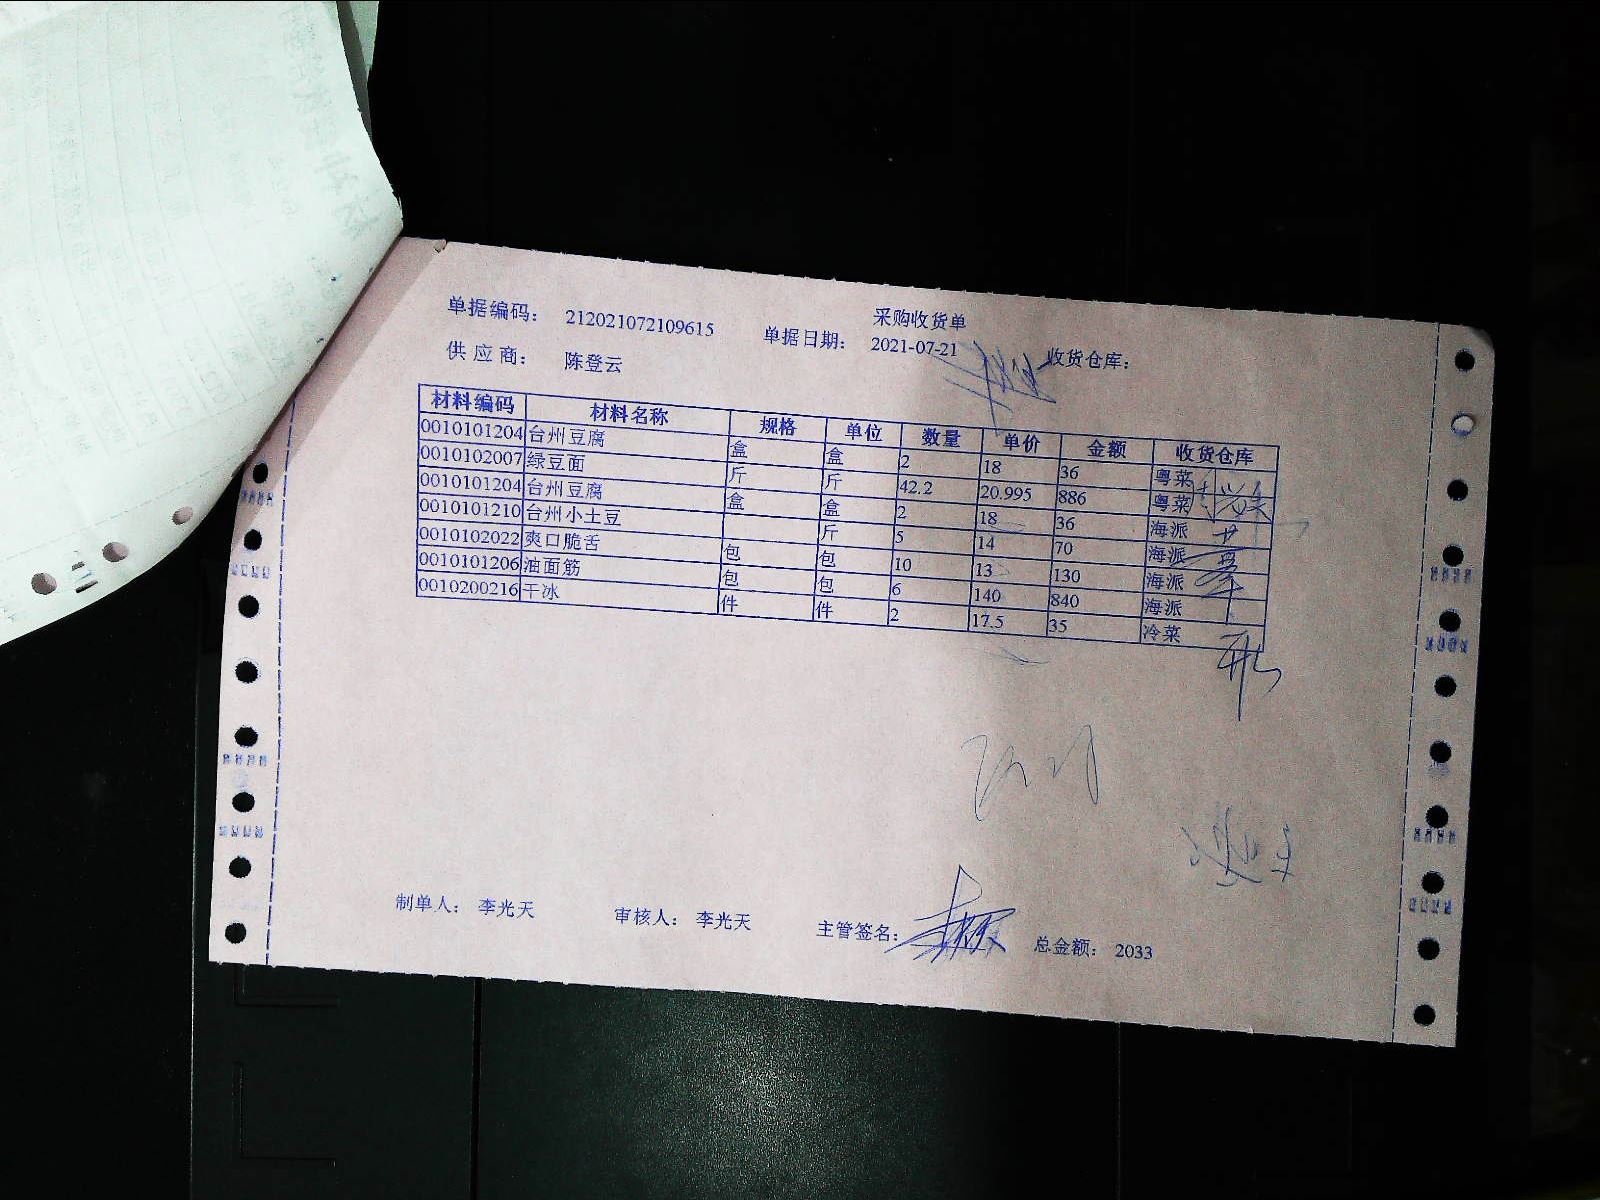 采购收货单
单据编码： 212021072109615 单据日期： 2021-07-21 收货仓库：
供应商： 陈登云
材料编码 材料名称 规格 单位 数量 单价 金额 收货仓库
0010101204 台州豆腐 盒 盒 2 18 36 粤菜
0010102007 绿豆面 斤 斤 42.2 20.995 886 粤菜
0010101204 台州豆腐 盒 盒 2 18 36 海派
0010101210 台州小土豆 斤 5 14 70 海派
0010102022 爽口脆舌 包 包 10 13 130 海派
0010101206 油面筋 包 包 6 140 840 海派
0010200216 干冰 件 件 2 17.5 35 冷菜
制单人： 李光天 审核人： 李光天 主管签名： 总金额： 2033